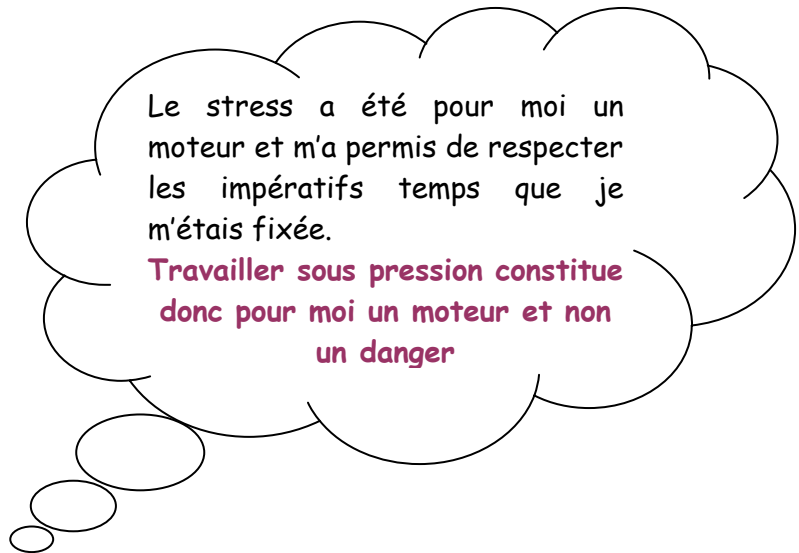 Le stress a été pour moi un
moteur et m'a permis de respecter
les impératifs temps que je
m'étais fixée.
Travailler sous pression constitue
donc pour moi un moteur et non
un danger